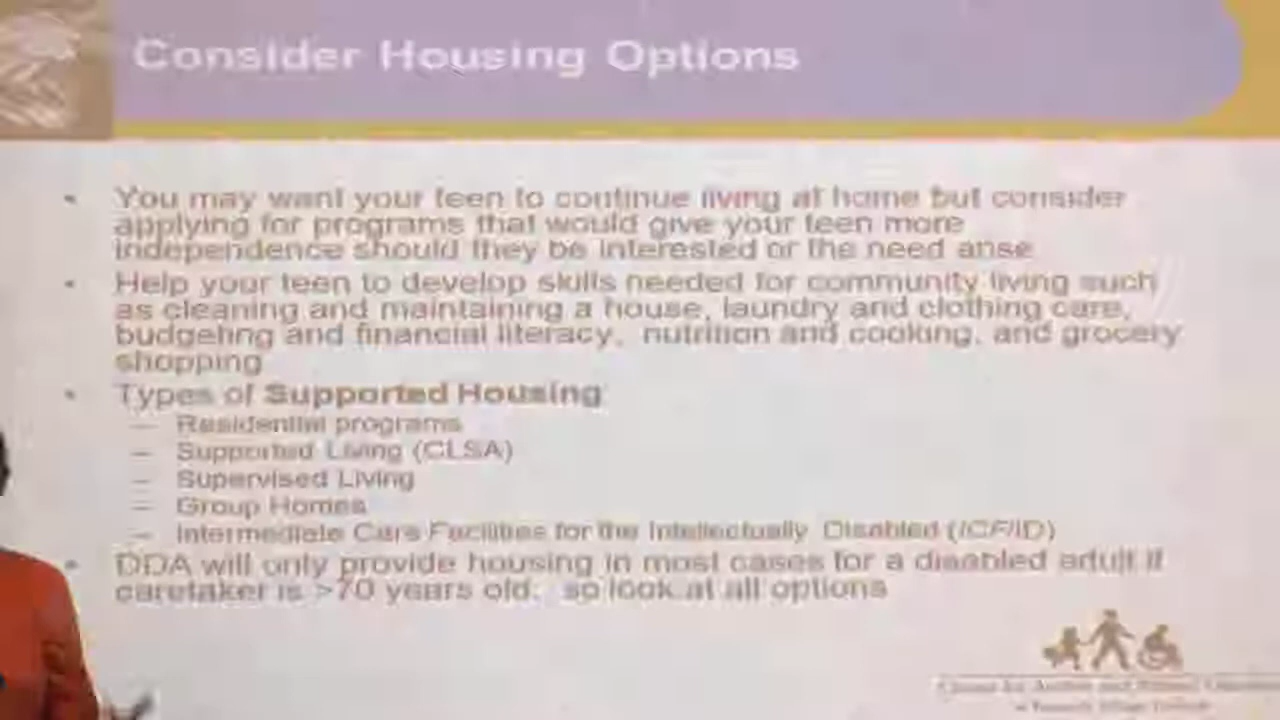 Consider Housing Options
• You may want your teen to continue living at home but consider
applying for programs that would give your teen more
independence should they be interested or the need arise
• Help your teen to develop skills needed for community living such
as cleaning and maintaining a house, laundry and clothing care,
budgeting and financial literacy, nutrition and cooking, and grocery
shopping
• Types of Supported Housing:
– Residential programs
– Supported Living (CLSA)
– Supervised Living
– Group Homes
– Intermediate Care Facilities for the Intellectually Disabled (ICF/ID)
• DDA will only provide housing in most cases for a disabled adult if
caretaker is >70 years old: so look at all options
Center for Autism and